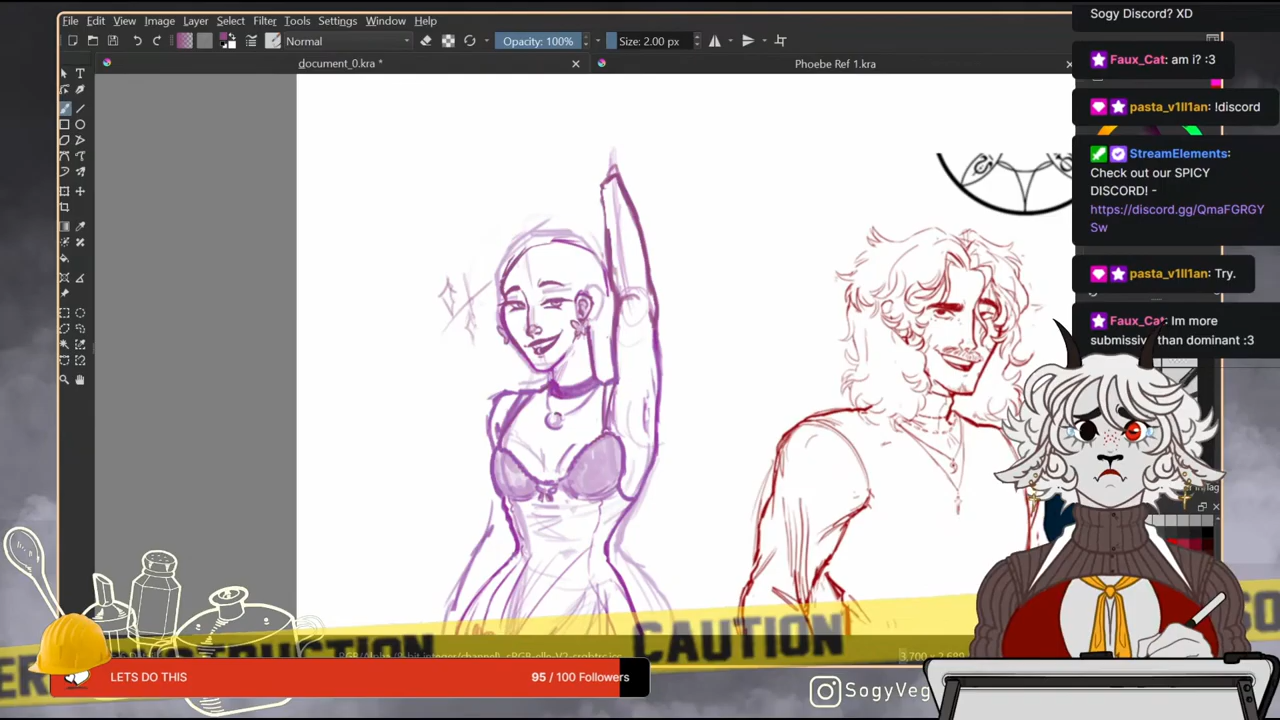 File Edit View Image Layer Select Filter Tools Settings Window Help
Normal
Opacity: 100%
Size: 2.00 px
document_0.kra *
Phoebe Ref 1.kra
Sogy Discord? XD
Faux_Cat: am i? :3
pasta_v1ll1an: !discord
StreamElements:
Check out our SPICY
DISCORD! -
https://discord.gg/QmaFGRGY
Sw
pasta_v1ll1an: Try.
Faux_Cat: Im more
submissive than dominant :3
CAUTION
LETS DO THIS
95 / 100 Followers
SogyVeg